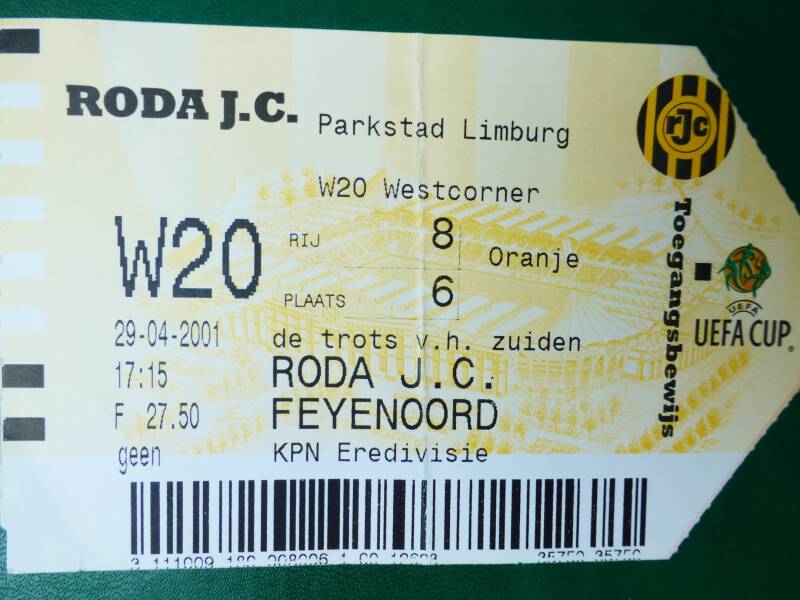 RODA J.C.
Parkstad Limburg
rJc
W20 Westcorner
W20
RIJ 8 Oranje
PLAATS 6
Toegangsbewijs
UEFA
UEFA CUP
29-04-2001 de trots v.h. zuiden
17:15 RODA J.C.
F 27.50 FEYENOORD
geen KPN Eredivisie